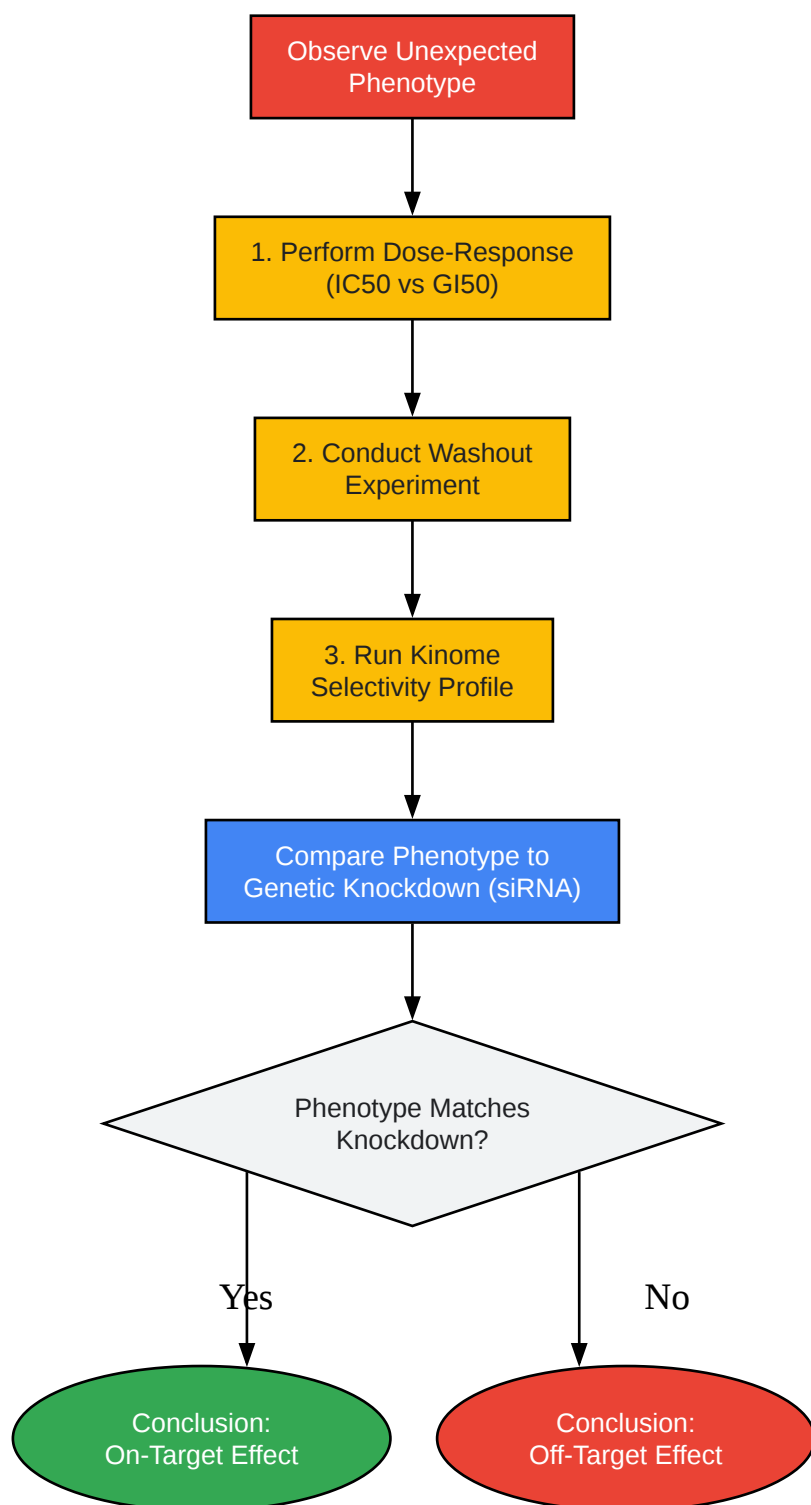 Observe Unexpected
Phenotype
1. Perform Dose-Response
(IC50 vs GI50)
2. Conduct Washout
Experiment
3. Run Kinome
Selectivity Profile
Compare Phenotype to
Genetic Knockdown (siRNA)
Phenotype Matches
Knockdown?
Yes
No
Conclusion:
On-Target Effect
Conclusion:
Off-Target Effect